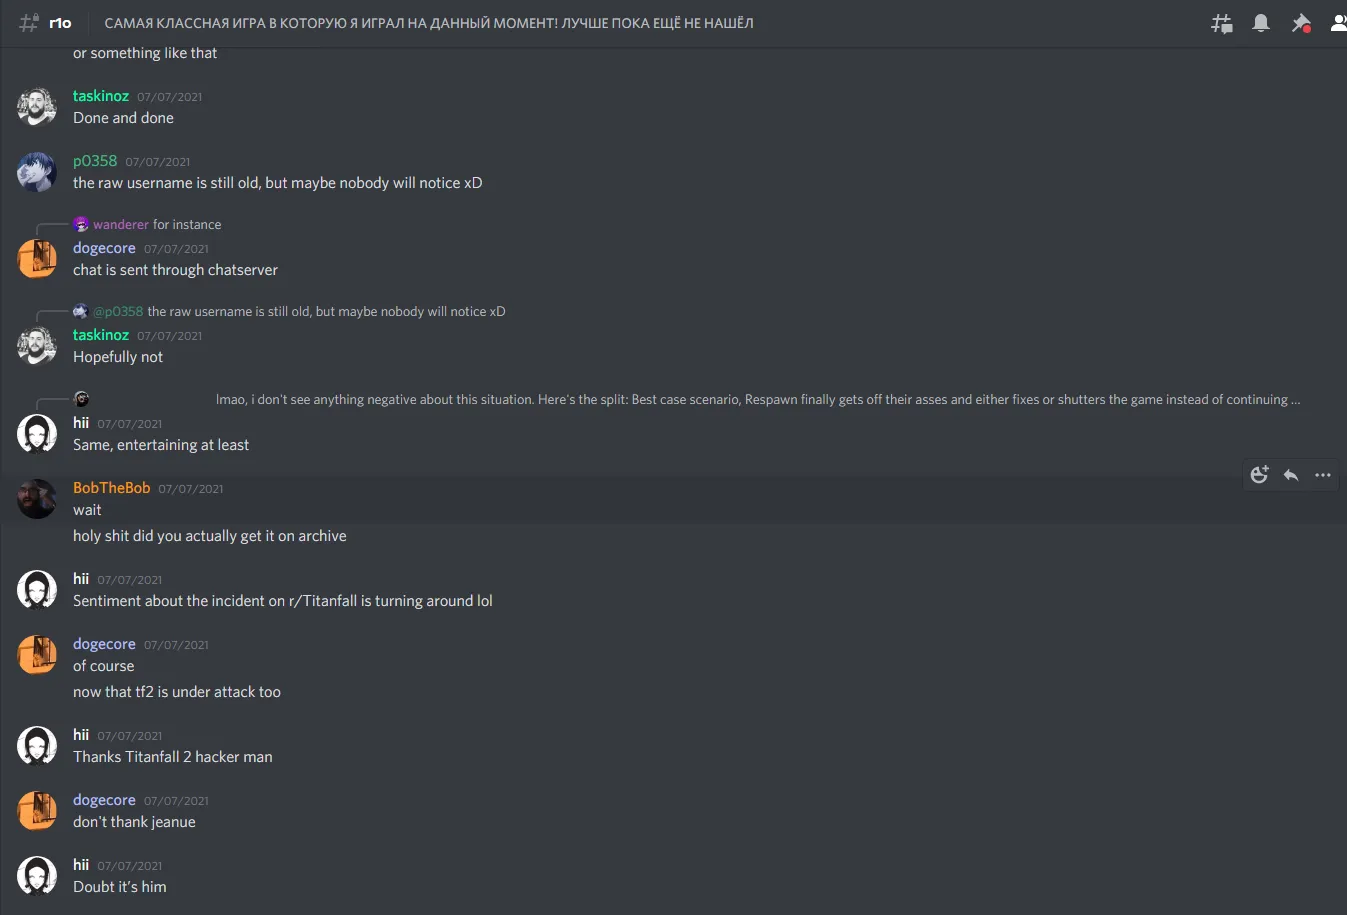 r1o САМАЯ КЛАССНАЯ ИГРА В КОТОРУЮ Я ИГРАЛ НА ДАННЫЙ МОМЕНТ! ЛУЧШЕ ПОКА ЕЩЁ НЕ НАШЁЛ
or something like that
taskinoz 07/07/2021
Done and done
p0358 07/07/2021
the raw username is still old, but maybe nobody will notice xD
wanderer for instance
dogecore 07/07/2021
chat is sent through chatserver
@p0358 the raw username is still old, but maybe nobody will notice xD
taskinoz 07/07/2021
Hopefully not
lmao, i don't see anything negative about this situation. Here's the split: Best case scenario, Respawn finally gets off their asses and either fixes or shutters the game instead of continuing ...
hii 07/07/2021
Same, entertaining at least
BobTheBob 07/07/2021
wait
holy shit did you actually get it on archive
hii 07/07/2021
Sentiment about the incident on r/Titanfall is turning around lol
dogecore 07/07/2021
of course
now that tf2 is under attack too
hii 07/07/2021
Thanks Titanfall 2 hacker man
dogecore 07/07/2021
don't thank jeanue
hii 07/07/2021
Doubt it's him